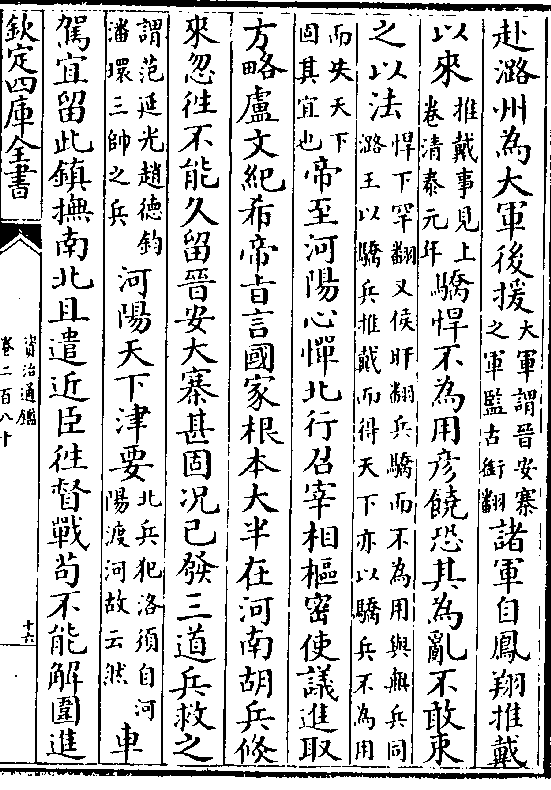 赴潞州為大軍後援大軍謂晉安寨之軍監古銜翻諸軍自鳳翔推戴
以來推戴事見上卷清泰元年驕悍不為用彥饒恐其為亂不敢束
之以法悍下罕翻又侯旰翻兵驕而不為用與無兵同潞王以驕兵推戴而得天下亦以驕兵不為用
而失天下固其宜也帝至河陽心憚北行召宰相樞密使議進取
方略盧文紀希帝旨言國家根本大半在河南胡兵倐
來忽徃不能久留晉安大寨甚固况已發三道兵救之
謂范延光趙德鈞潘環三帥之兵河陽天下津要北兵犯洛須自河陽渡河故云然車
駕宜留此鎮撫南北且遣近臣徃督戰苟不能解圍進
欽定四庫全書
資治通鑑
卷二百八十
十六